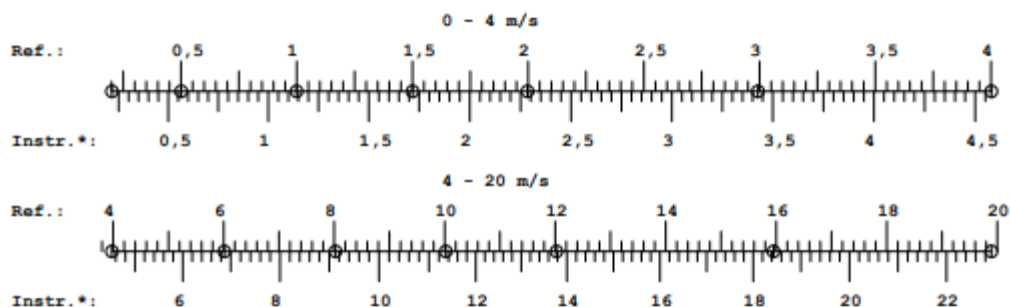 0 - 4 m/s
Ref.: 0,5 1 1,5 2 2,5 3 3,5 4
Instr.*: 0,5 1 1,5 2 2,5 3 3,5 4 4,5
4 - 20 m/s
Ref.: 4 6 8 10 12 14 16 18 20
Instr.*: 6 8 10 12 14 16 18 20 22